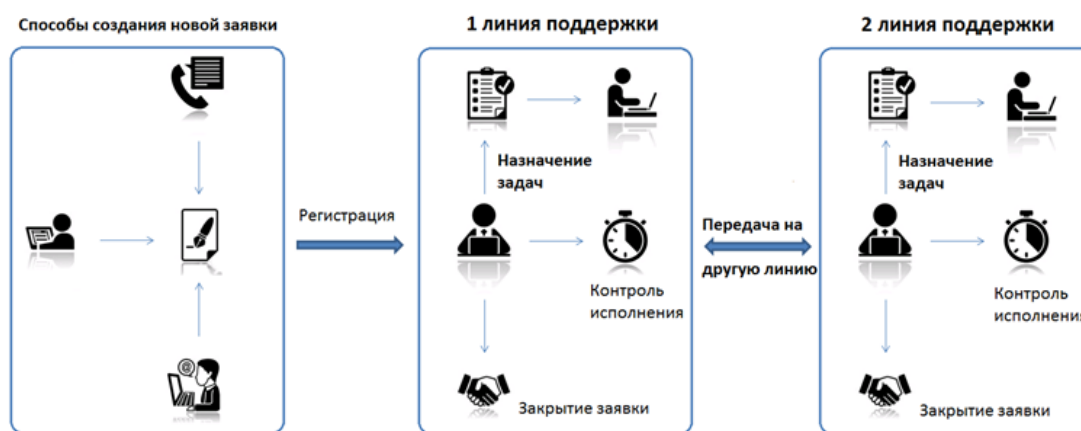 Способы создания новой заявки
1 линия поддержки
2 линия поддержки
@
Назначение
задач
Регистрация
Контроль
исполнения
Закрытие заявки
Передача на
другую линию
Назначение
задач
Контроль
исполнения
Закрытие заявки